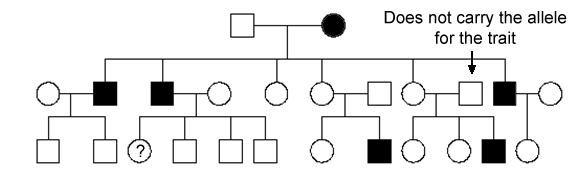 Does not carry the allele
for the trait
?